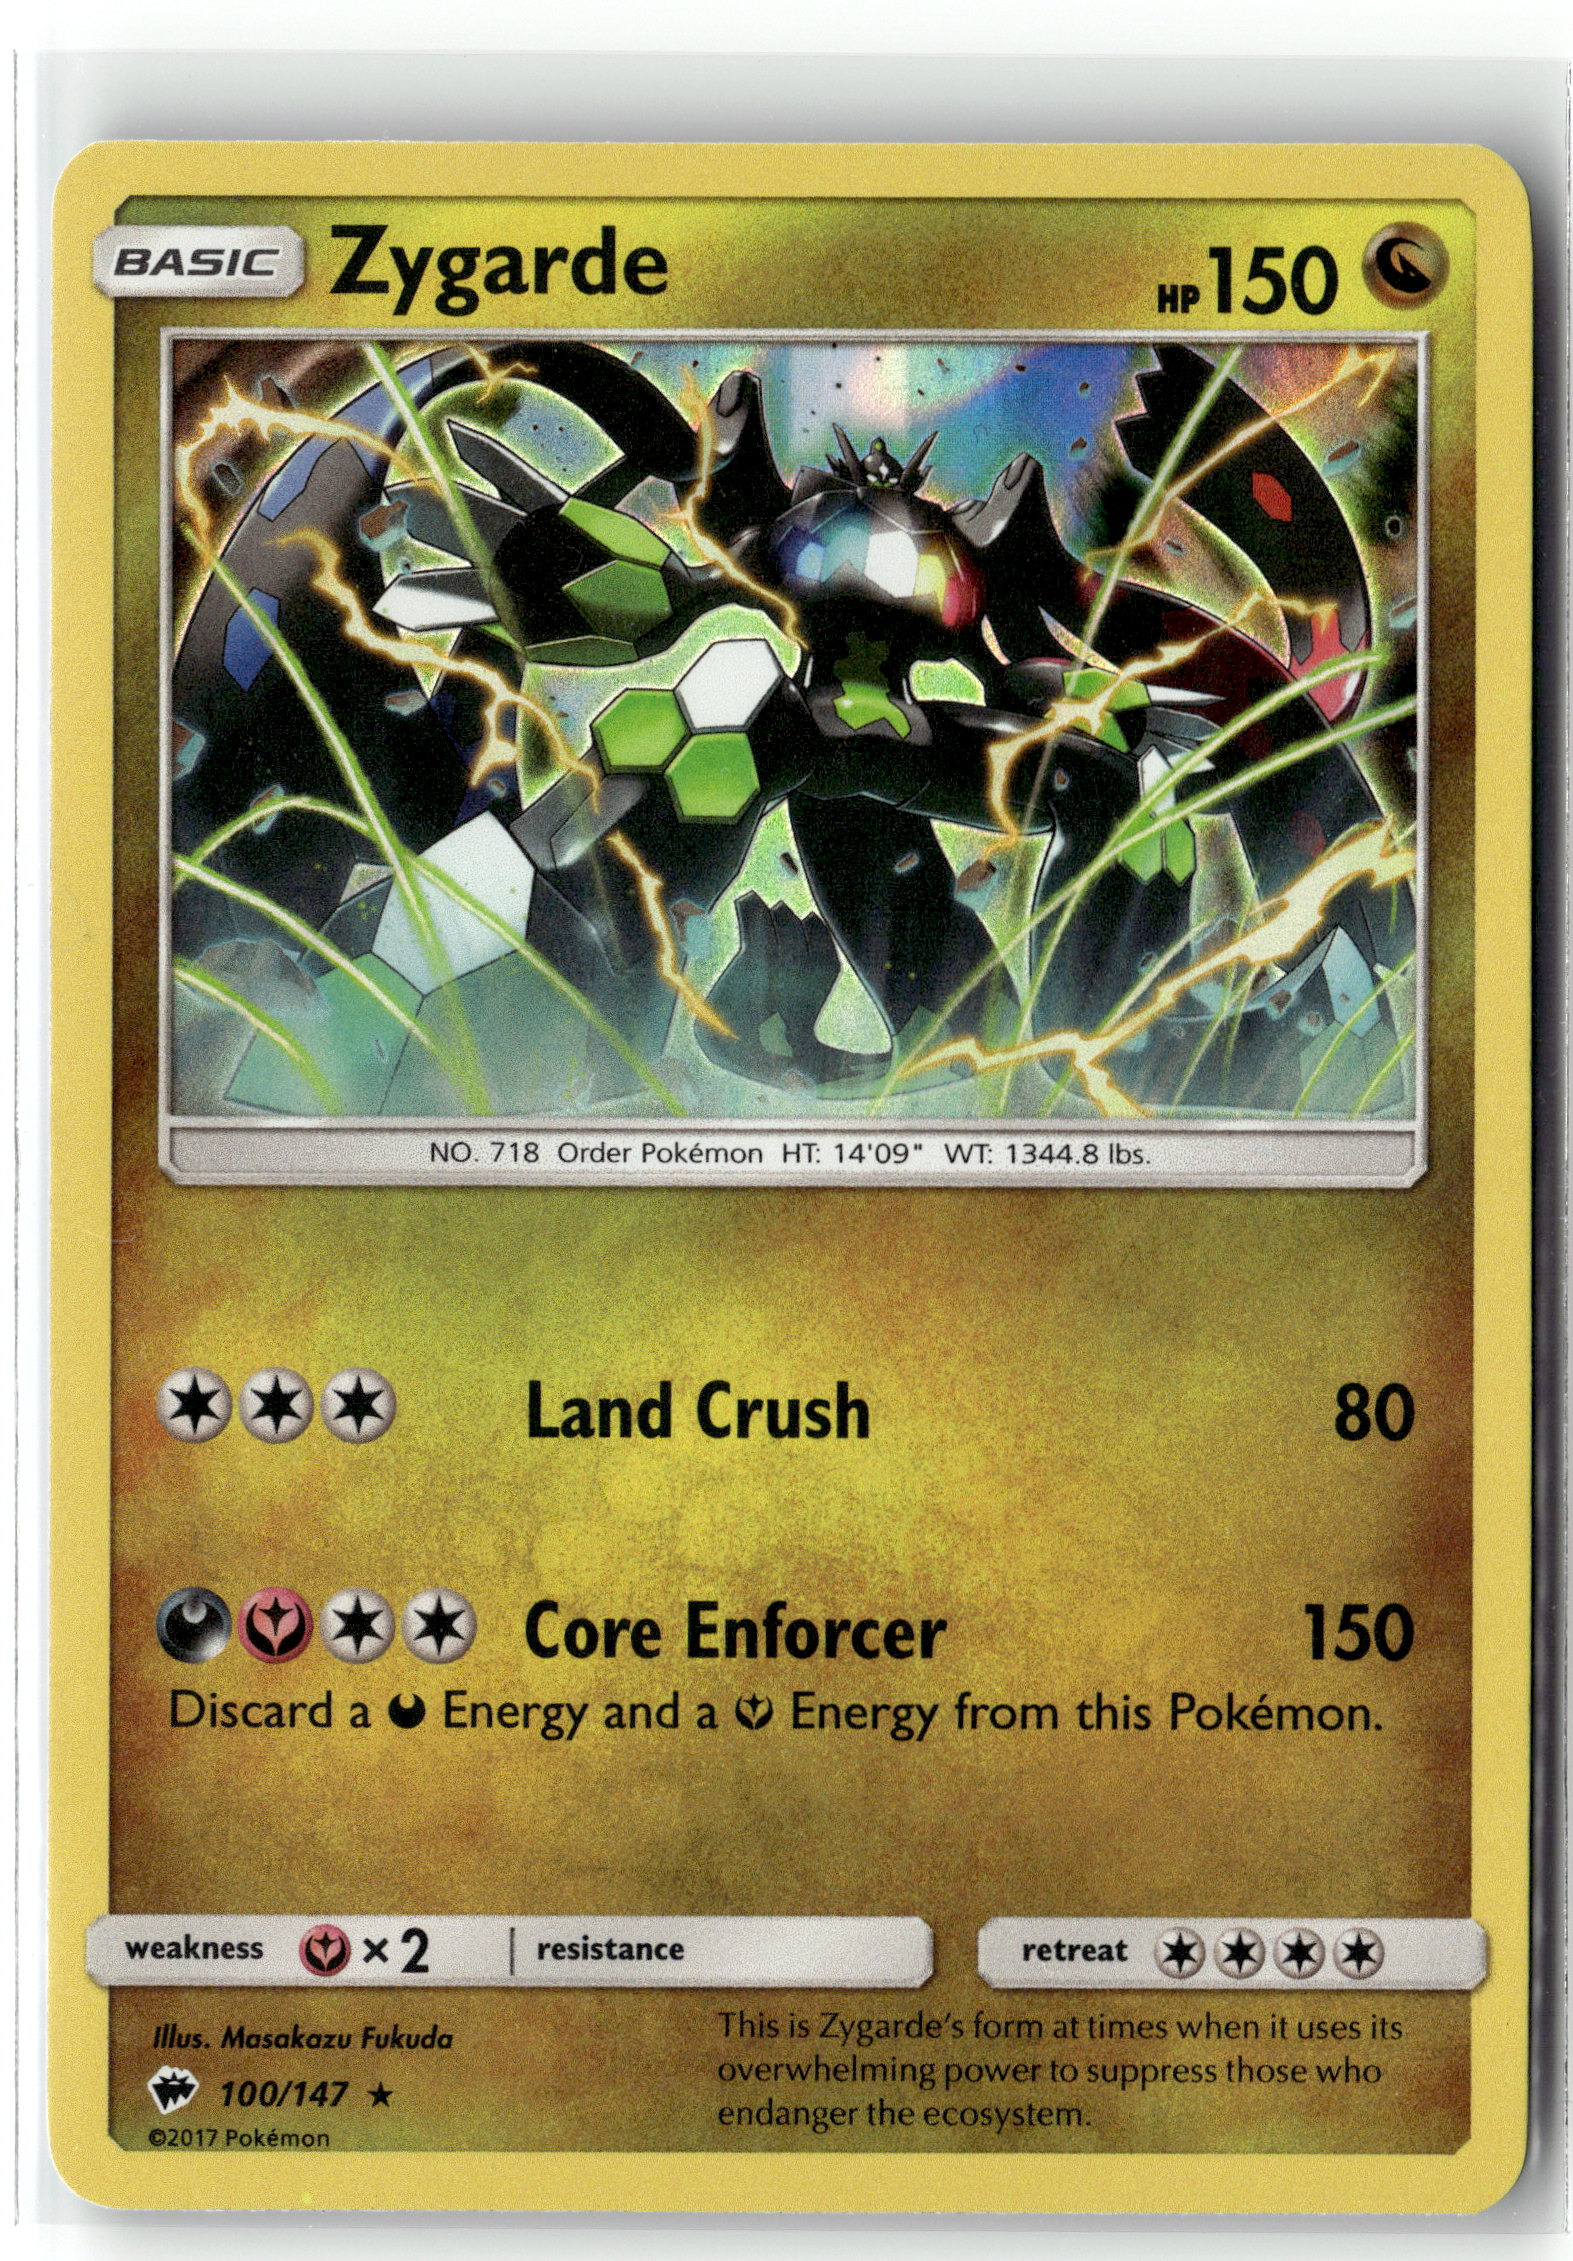 BASIC Zygarde HP 150
NO. 718 Order Pokémon HT: 14'09" WT: 1344.8 lbs.
Land Crush 80
Core Enforcer 150
Discard a Energy and a Energy from this Pokémon.
weakness ×2 resistance retreat
Illus. Masakazu Fukuda
100/147 ★
©2017 Pokémon
This is Zygarde's form at times when it uses its
overwhelming power to suppress those who
endanger the ecosystem.